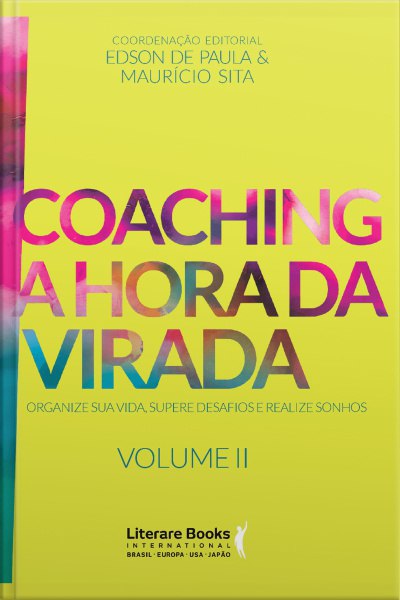 COORDENAÇÃO EDITORIAL
EDSON DE PAULA &
MAURÍCIO SITA
COACHING
A HORA DA
VIRADA
ORGANIZE SUA VIDA, SUPERE DESAFIOS E REALIZE SONHOS
VOLUME II
Literare Books
INTERNATIONAL
BRASIL · EUROPA · USA · JAPÃO